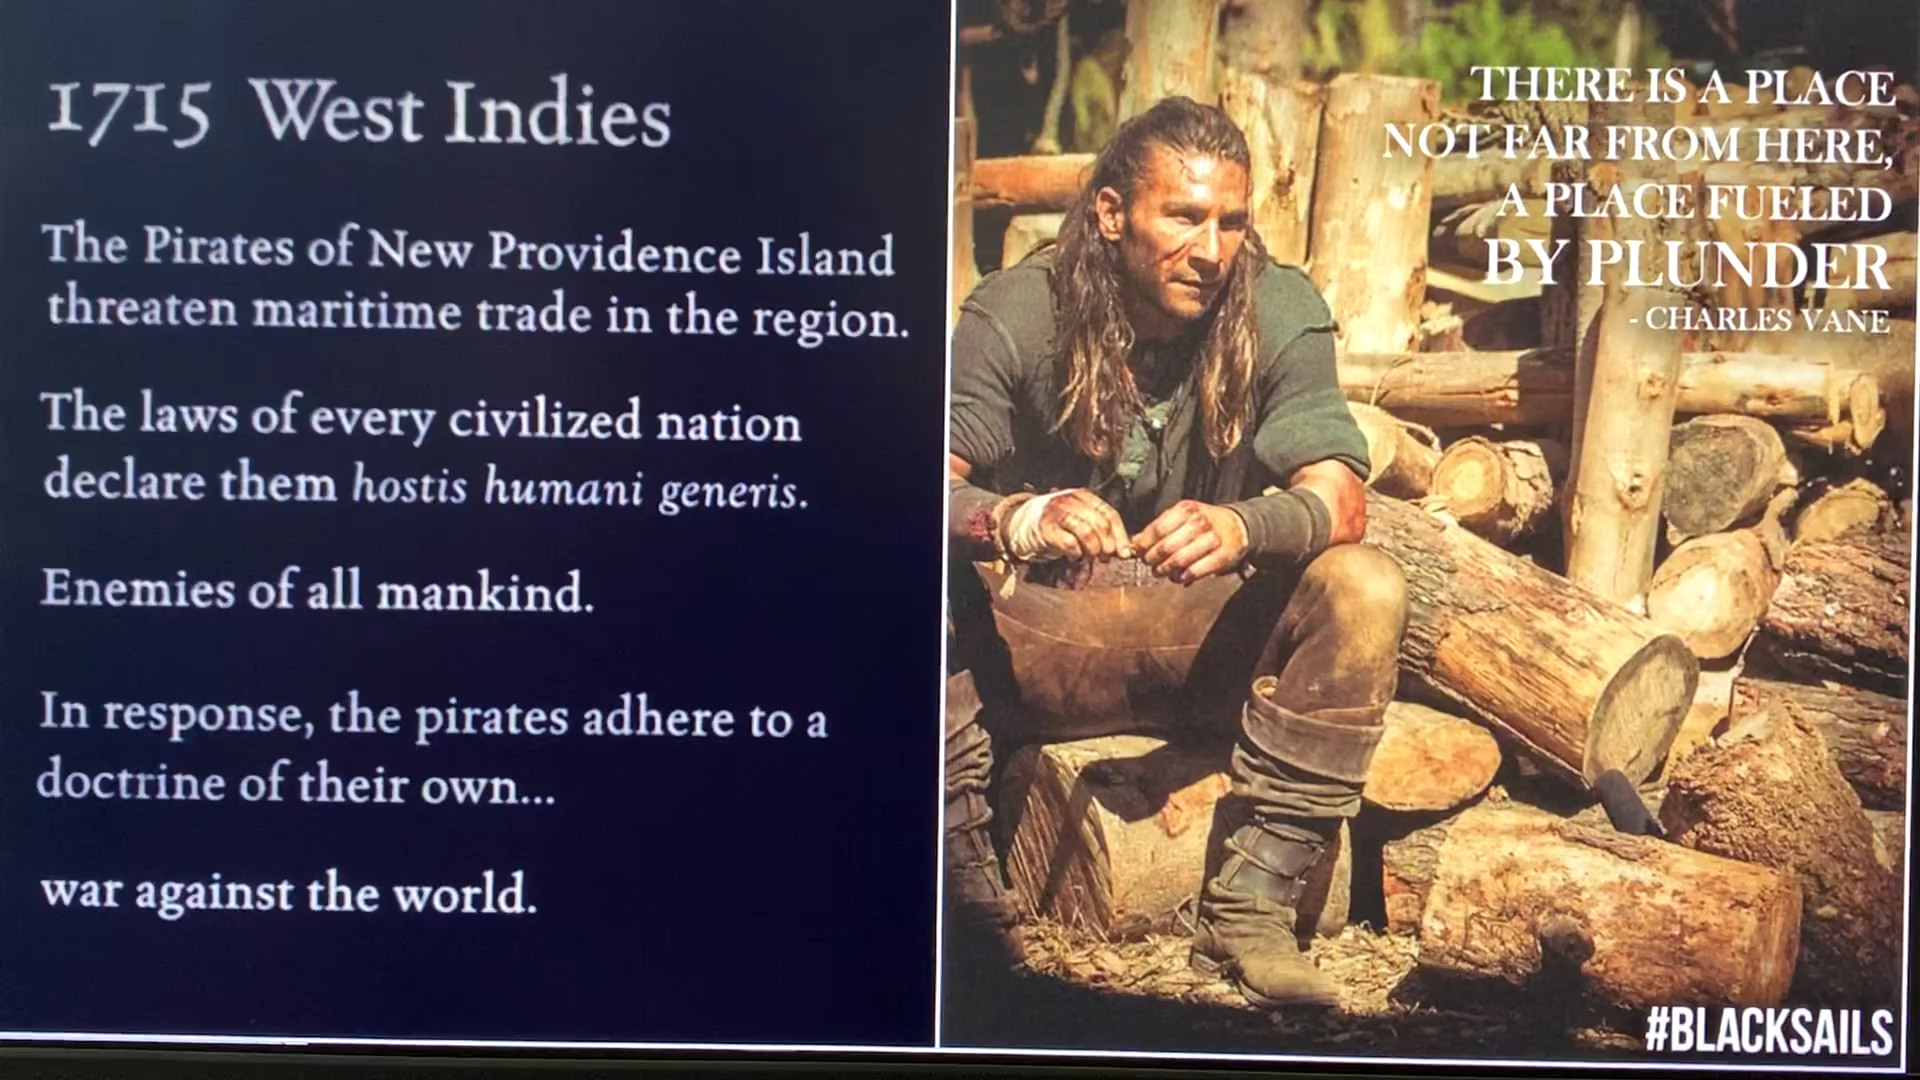 1715 West Indies
The Pirates of New Providence Island
threaten maritime trade in the region.
The laws of every civilized nation
declare them hostis humani generis.
Enemies of all mankind.
In response, the pirates adhere to a
doctrine of their own...
war against the world.
THERE IS A PLACE
NOT FAR FROM HERE,
A PLACE FUELED
BY PLUNDER
- CHARLES VANE
#BLACKSAILS